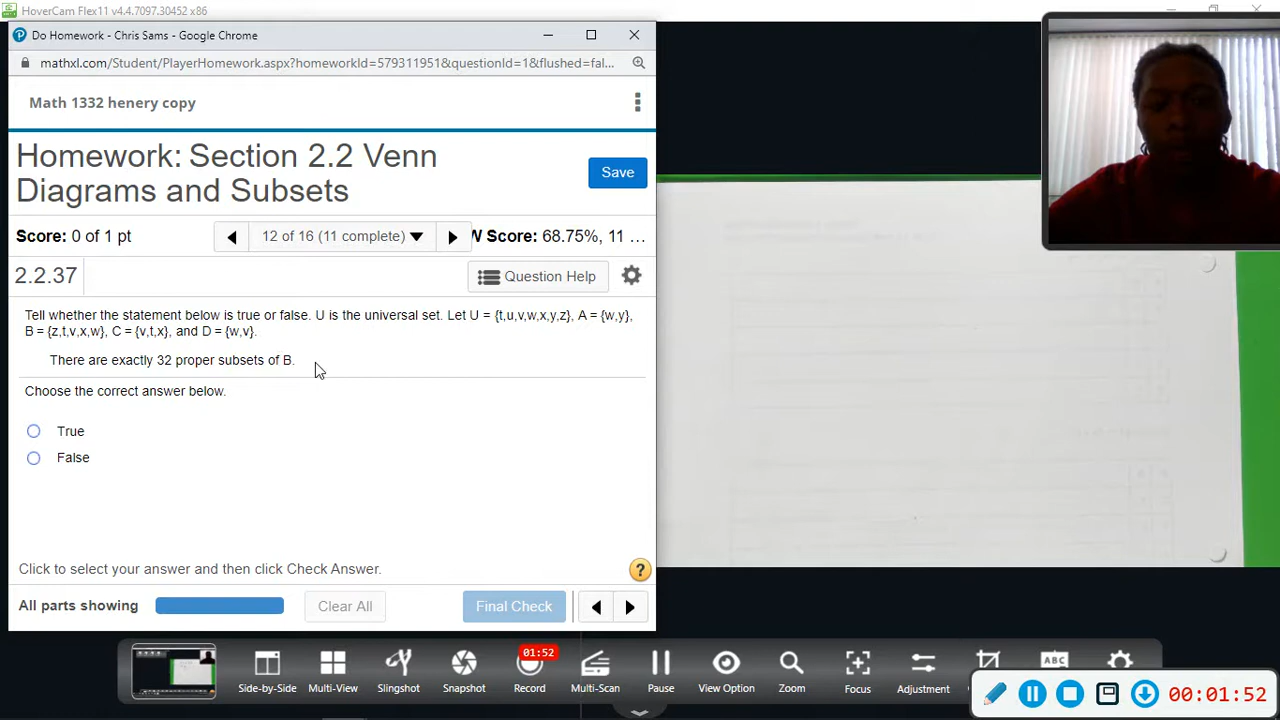 HoverCam Flex11 v4.4.7097.30452 x86
Do Homework - Chris Sams - Google Chrome
mathxl.com/Student/PlayerHomework.aspx?homeworkId=579311951&questionId=1&flushed=fal...
Math 1332 henery copy
Homework: Section 2.2 Venn
Diagrams and Subsets
Save
Score: 0 of 1 pt
12 of 16 (11 complete)
W Score: 68.75%, 11 ...
2.2.37
Question Help
Tell whether the statement below is true or false. U is the universal set. Let U = {t,u,v,w,x,y,z}, A = {w,y},
B = {z,t,v,x,w}, C = {v,t,x}, and D = {w,v}.
There are exactly 32 proper subsets of B.
Choose the correct answer below.
True
False
Click to select your answer and then click Check Answer.
?
All parts showing
Clear All
Final Check
01:52
ABC
Side-by-Side
Multi-View
Slingshot
Snapshot
Record
Multi-Scan
Pause
View Option
Zoom
Focus
Adjustment
00:01:52